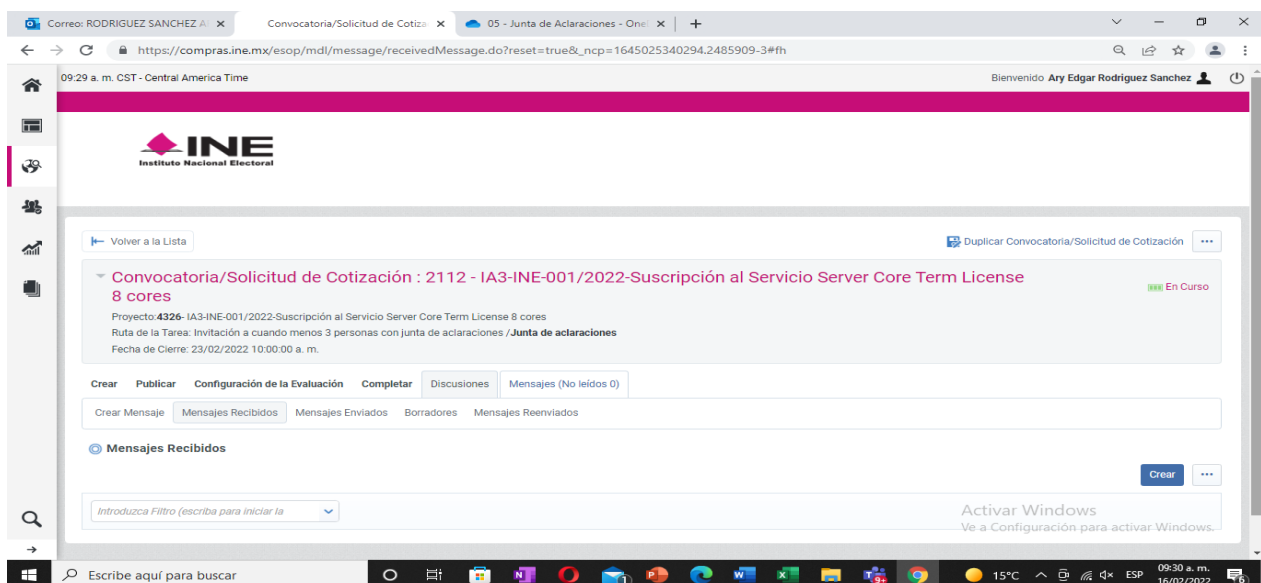 Correo: RODRIGUEZ SANCHEZ A
Convocatoria/Solicitud de Cotiza
05 - Junta de Aclaraciones - One
https://compras.ine.mx/esop/mdl/message/receivedMessage.do?reset=true&_ncp=1645025340294.2485909-3#fh
09:29 a. m. CST - Central America Time
Bienvenido Ary Edgar Rodriguez Sanchez
INE
Instituto Nacional Electoral
Volver a la Lista
Duplicar Convocatoria/Solicitud de Cotización
Convocatoria/Solicitud de Cotización : 2112 - IA3-INE-001/2022-Suscripción al Servicio Server Core Term License
8 cores
En Curso
Proyecto:4326- IA3-INE-001/2022-Suscripción al Servicio Server Core Term License 8 cores
Ruta de la Tarea: Invitación a cuando menos 3 personas con junta de aclaraciones /Junta de aclaraciones
Fecha de Cierre: 23/02/2022 10:00:00 a. m.
Crear Publicar Configuración de la Evaluación Completar Discusiones Mensajes (No leídos 0)
Crear Mensaje Mensajes Recibidos Mensajes Enviados Borradores Mensajes Reenviados
Mensajes Recibidos
Crear
Introduzca Filtro (escriba para iniciar la
Activar Windows
Ve a Configuración para activar Windows.
Escribe aquí para buscar
15°C
ESP
09:30 a. m.
16/02/2022